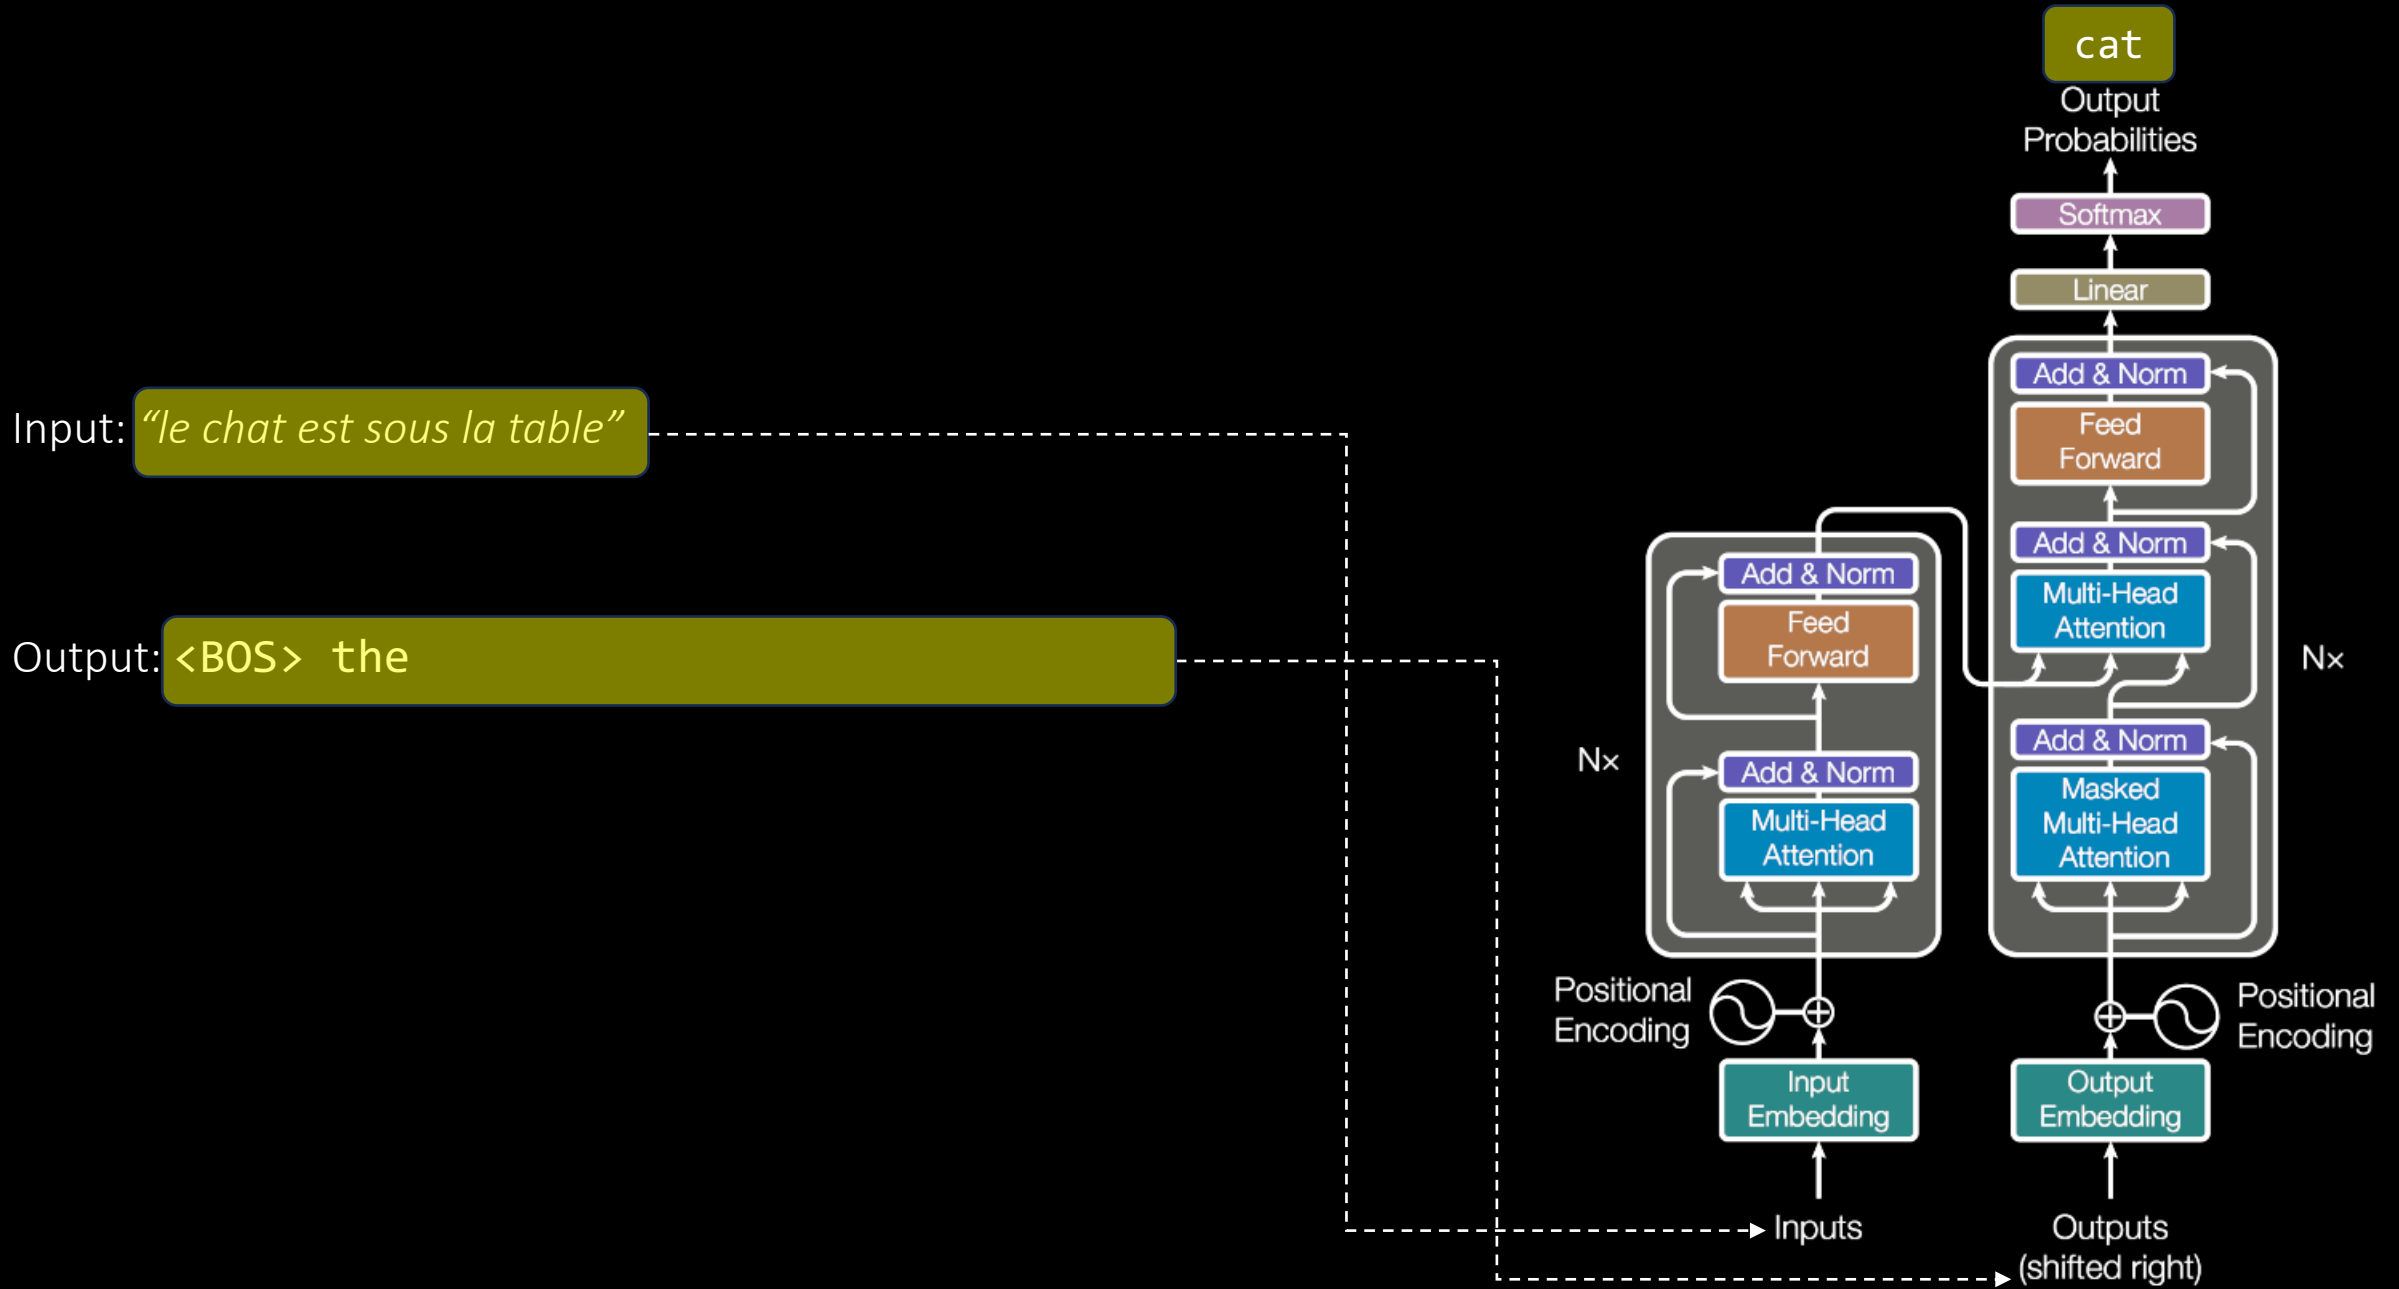 cat
Output
Probabilities
Softmax
Linear
Add & Norm
Feed
Forward
Add & Norm
Multi-Head
Attention
Add & Norm
Masked
Multi-Head
Attention
Nx
Positional
Encoding
Output
Embedding
Outputs
(shifted right)
Input: “le chat est sous la table”
Output: <BOS> the
Add & Norm
Feed
Forward
Add & Norm
Multi-Head
Attention
Nx
Positional
Encoding
Input
Embedding
Inputs